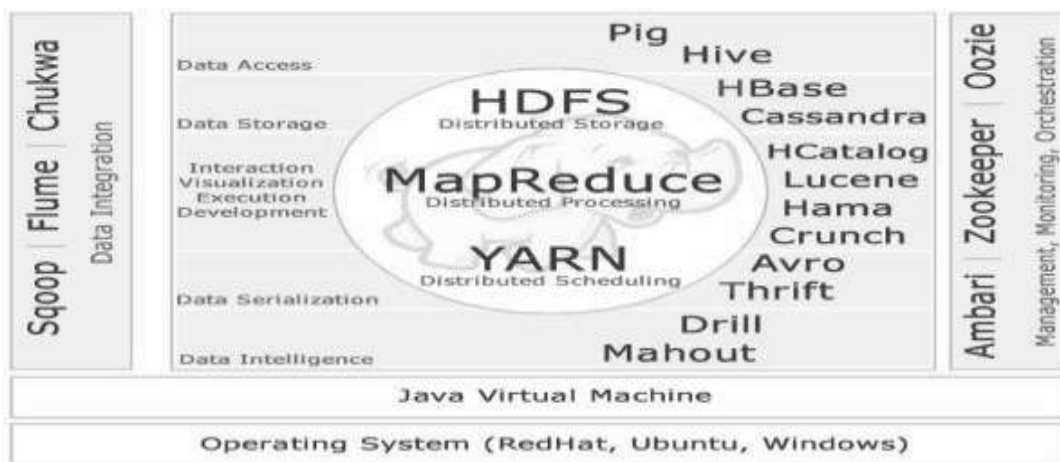 Sqoop | Flume | Chukwa
Data Integration
Data Access
Pig
Hive
Data Storage
HDFS
Distributed Storage
HBase
Cassandra
Interaction
Visualization
Execution
Development
MapReduce
Distributed Processing
HCatalog
Lucene
Hama
Crunch
YARN
Distributed Scheduling
Data Serialization
Avro
Thrift
Data Intelligence
Drill
Mahout
Ambari | Zookeeper | Oozie
Management, Monitoring, Orchestration
Java Virtual Machine
Operating System (RedHat, Ubuntu, Windows)